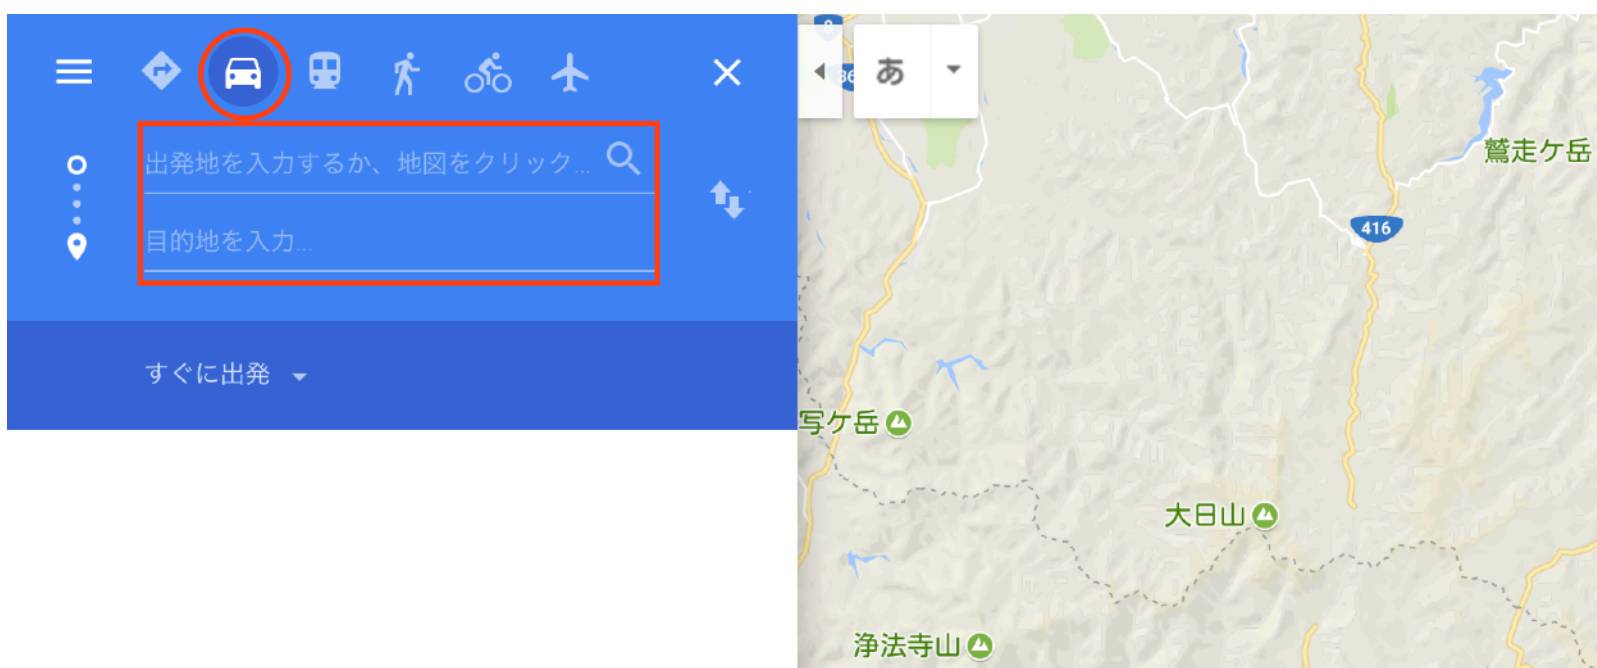 出発地を入力するか、地図をクリック...
目的地を入力...
すぐに出発
8
36
あ
鷲走ケ岳
416
写ケ岳
大日山
浄法寺山